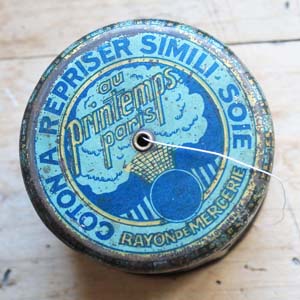 COTON A REPRISER SIMILI SOIE
au
Printemps
paris
RAYON DE MERCERIE